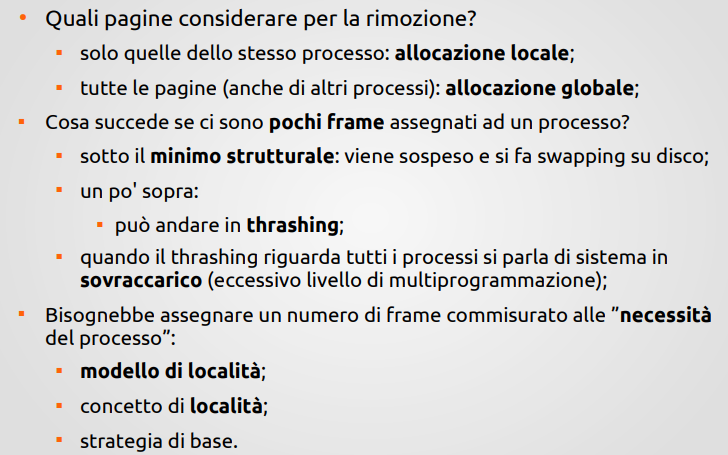 • Quali pagine considerare per la rimozione?
▪ solo quelle dello stesso processo: allocazione locale;
▪ tutte le pagine (anche di altri processi): allocazione globale;
▪ Cosa succede se ci sono pochi frame assegnati ad un processo?
▪ sotto il minimo strutturale: viene sospeso e si fa swapping su disco;
▪ un po' sopra:
▪ può andare in thrashing;
▪ quando il thrashing riguarda tutti i processi si parla di sistema in
sovraccarico (eccessivo livello di multiprogrammazione);
▪ Bisognebbe assegnare un numero di frame commisurato alle ”necessità
del processo”:
▪ modello di località;
▪ concetto di località;
▪ strategia di base.